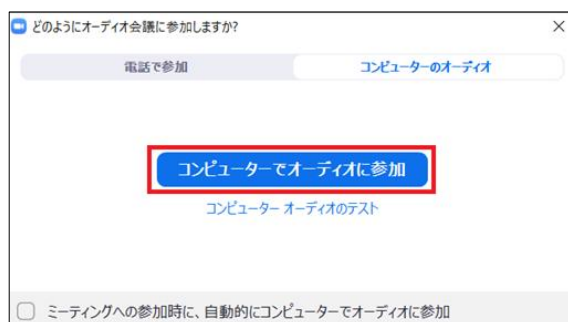 どのようにオーディオ会議に参加しますか?
電話で参加
コンピューターのオーディオ
コンピューターでオーディオに参加
コンピューター オーディオのテスト
ミーティングへの参加時に、自動的にコンピューターでオーディオに参加